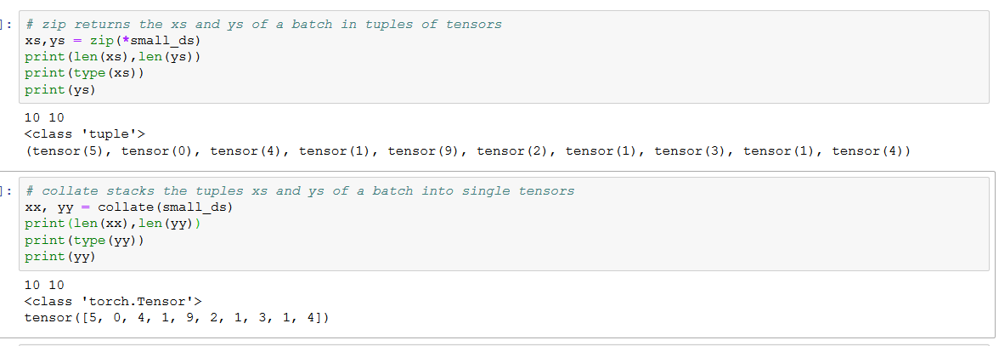 ]: # zip returns the xs and ys of a batch in tuples of tensors
xs,ys = zip(*small_ds)
print(len(xs),len(ys))
print(type(xs))
print(ys)
10 10
<class 'tuple'>
(tensor(5), tensor(0), tensor(4), tensor(1), tensor(9), tensor(2), tensor(1), tensor(3), tensor(1), tensor(4))
]: # collate stacks the tuples xs and ys of a batch into single tensors
xx, yy = collate(small_ds)
print(len(xx),len(yy))
print(type(yy))
print(yy)
10 10
<class 'torch.Tensor'>
tensor([5, 0, 4, 1, 9, 2, 1, 3, 1, 4])